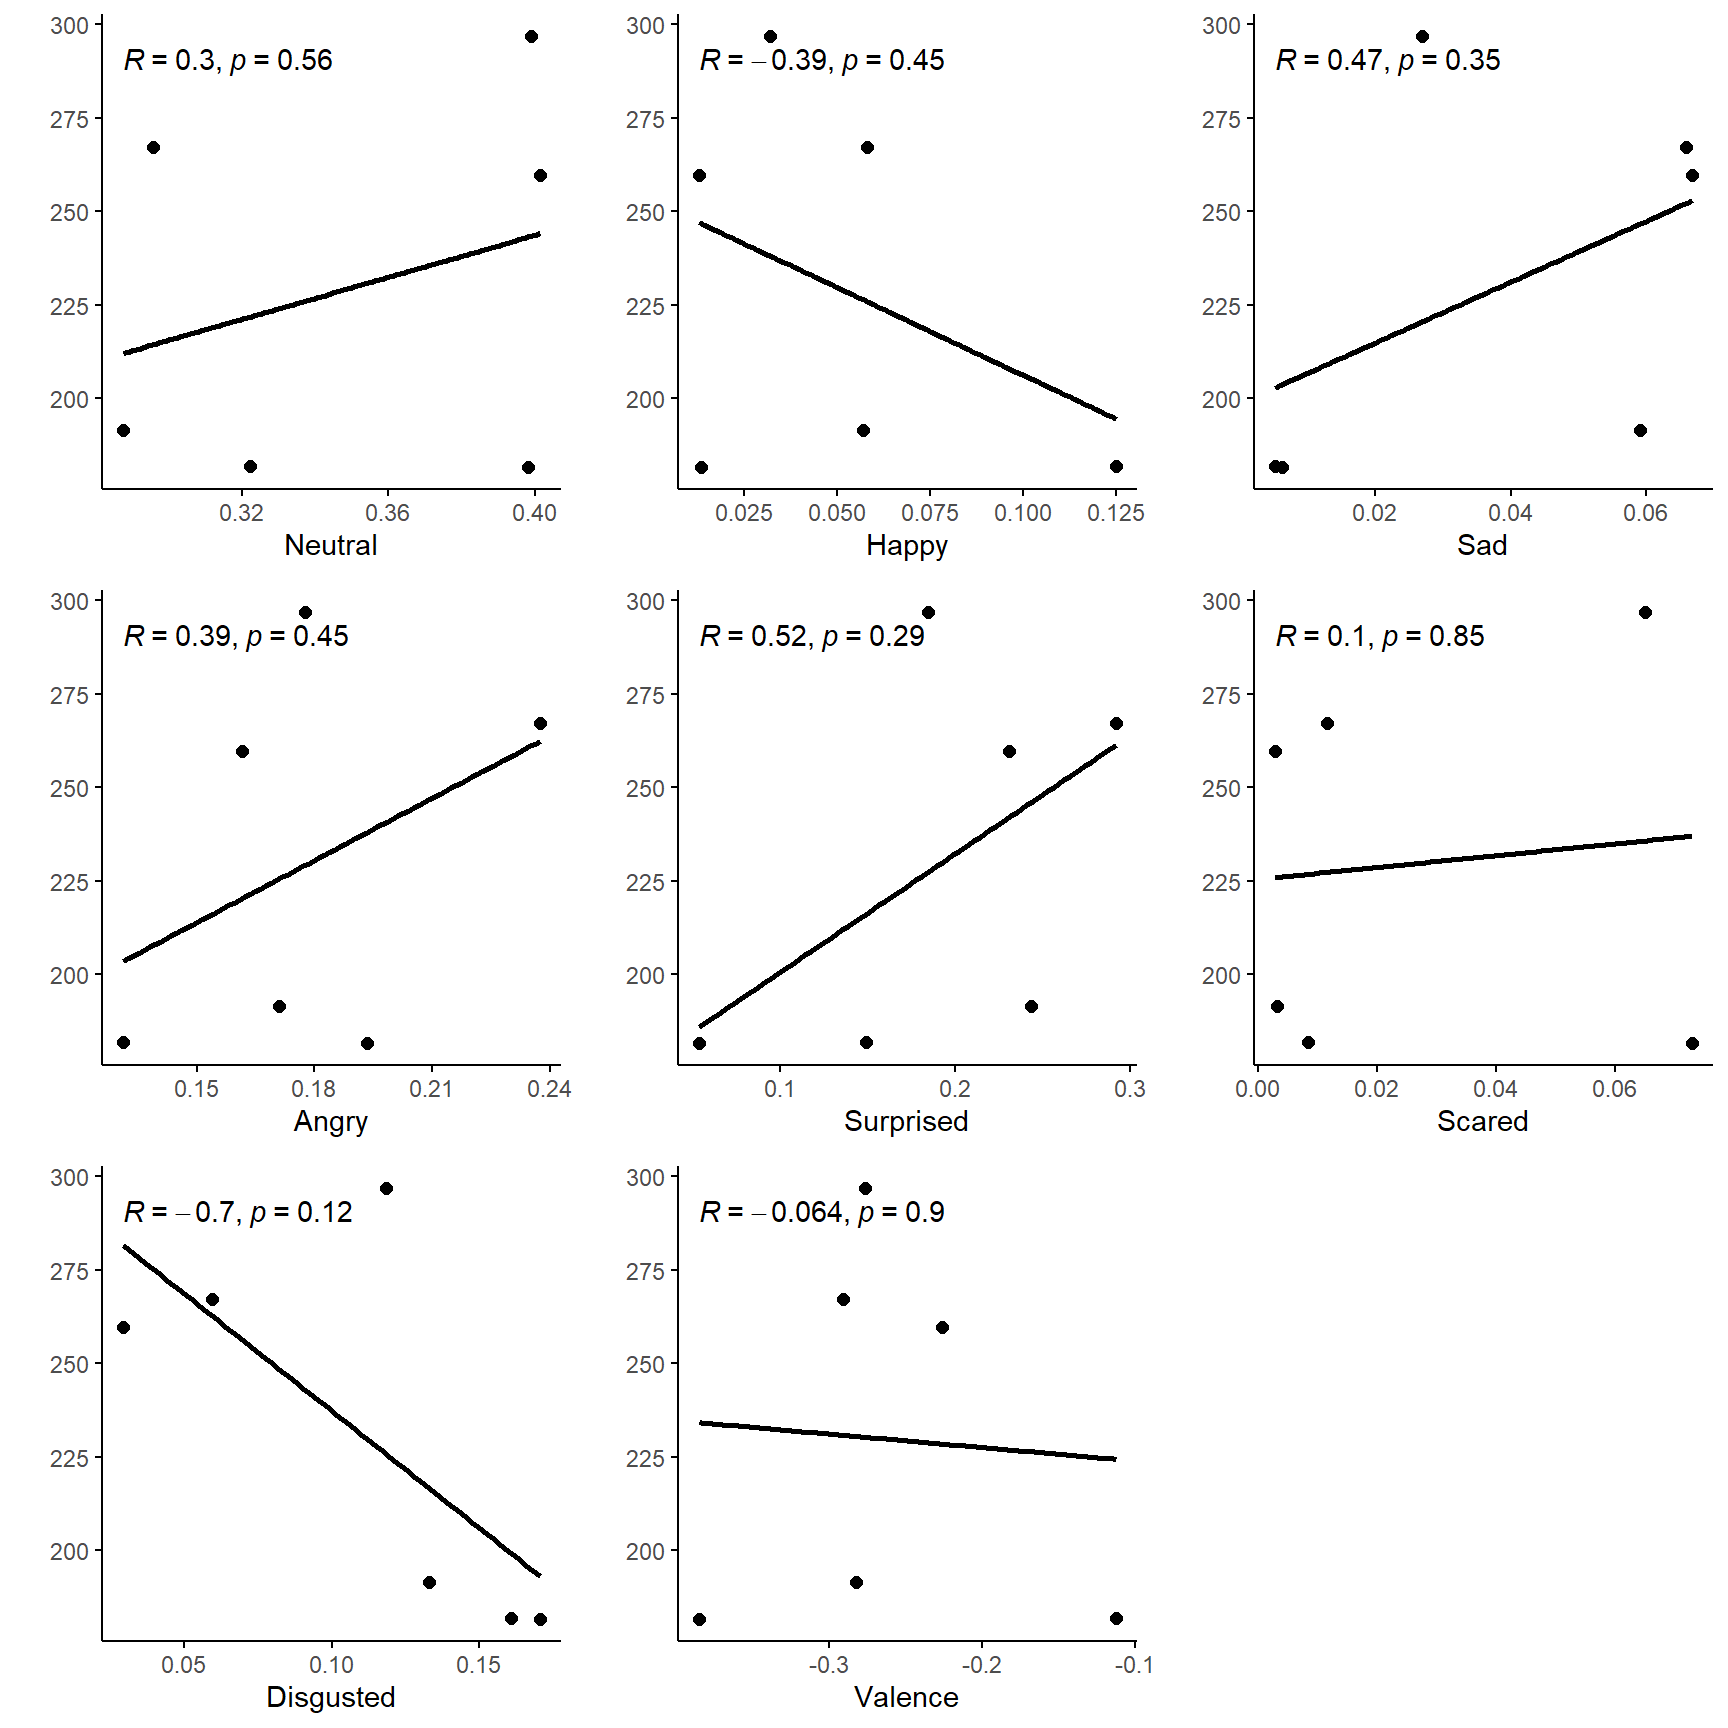 300
R = 0.3, p = 0.56
275
250
225
200
0.32 0.36 0.40
Neutral
300
R = −0.39, p = 0.45
275
250
225
200
0.025 0.050 0.075 0.100 0.125
Happy
300
R = 0.47, p = 0.35
275
250
225
200
0.02 0.04 0.06
Sad
300
R = 0.39, p = 0.45
275
250
225
200
0.15 0.18 0.21 0.24
Angry
300
R = 0.52, p = 0.29
275
250
225
200
0.1 0.2 0.3
Surprised
300
R = 0.1, p = 0.85
275
250
225
200
0.00 0.02 0.04 0.06
Scared
300
R = −0.7, p = 0.12
275
250
225
200
0.05 0.10 0.15
Disgusted
300
R = −0.064, p = 0.9
275
250
225
200
-0.3 -0.2 -0.1
Valence